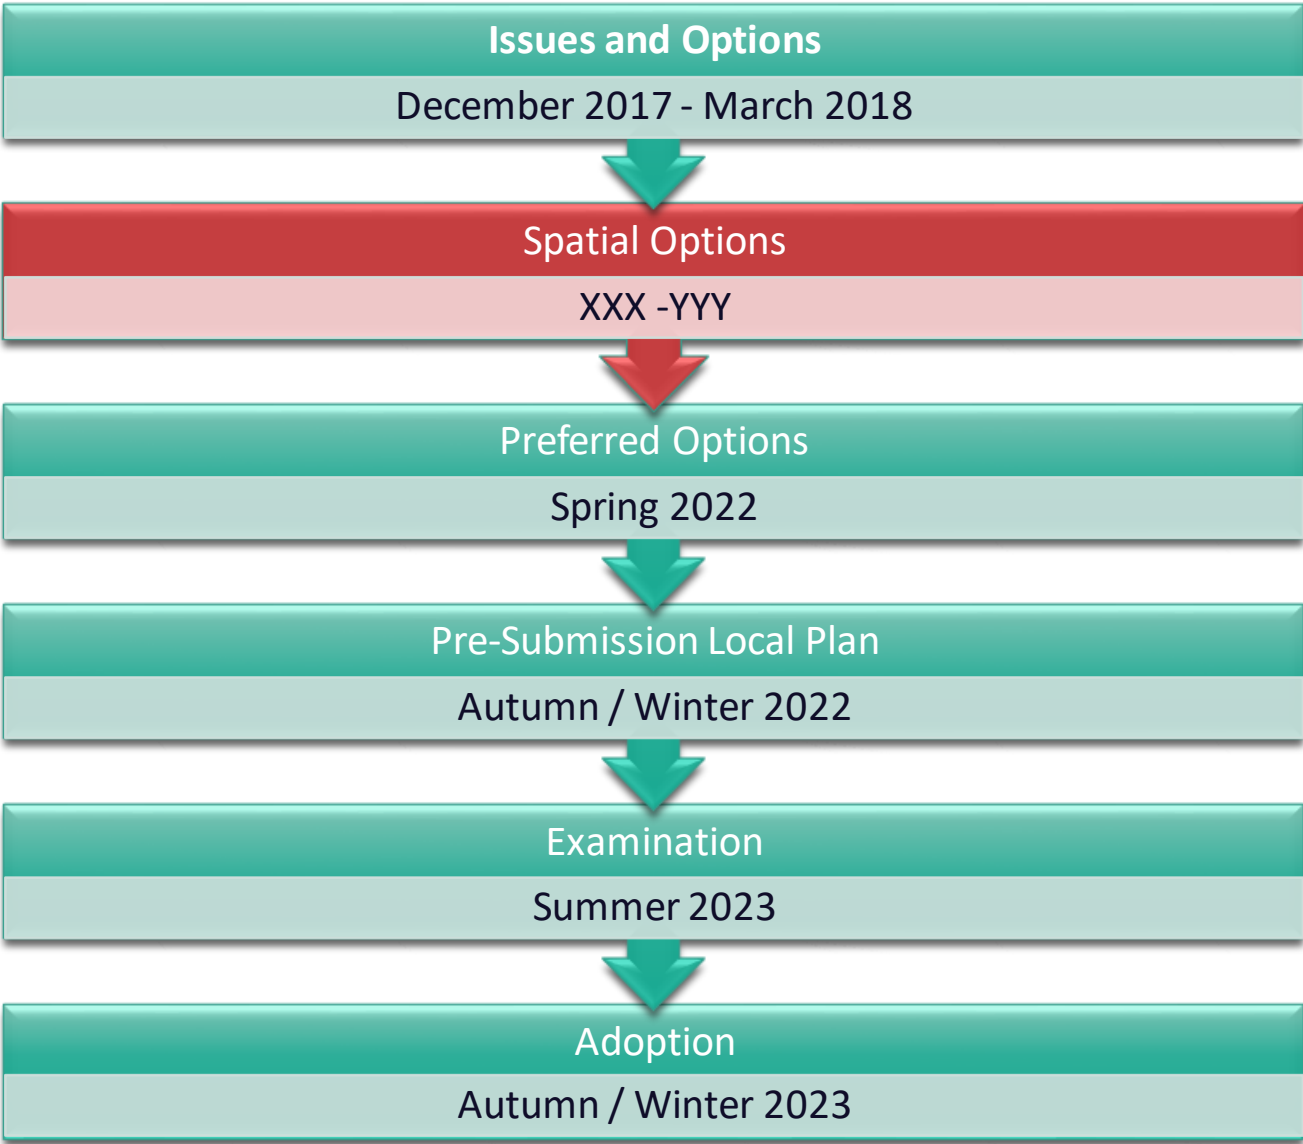 Issues and Options
December 2017 - March 2018
Spatial Options
XXX -YYY
Preferred Options
Spring 2022
Pre-Submission Local Plan
Autumn / Winter 2022
Examination
Summer 2023
Adoption
Autumn / Winter 2023